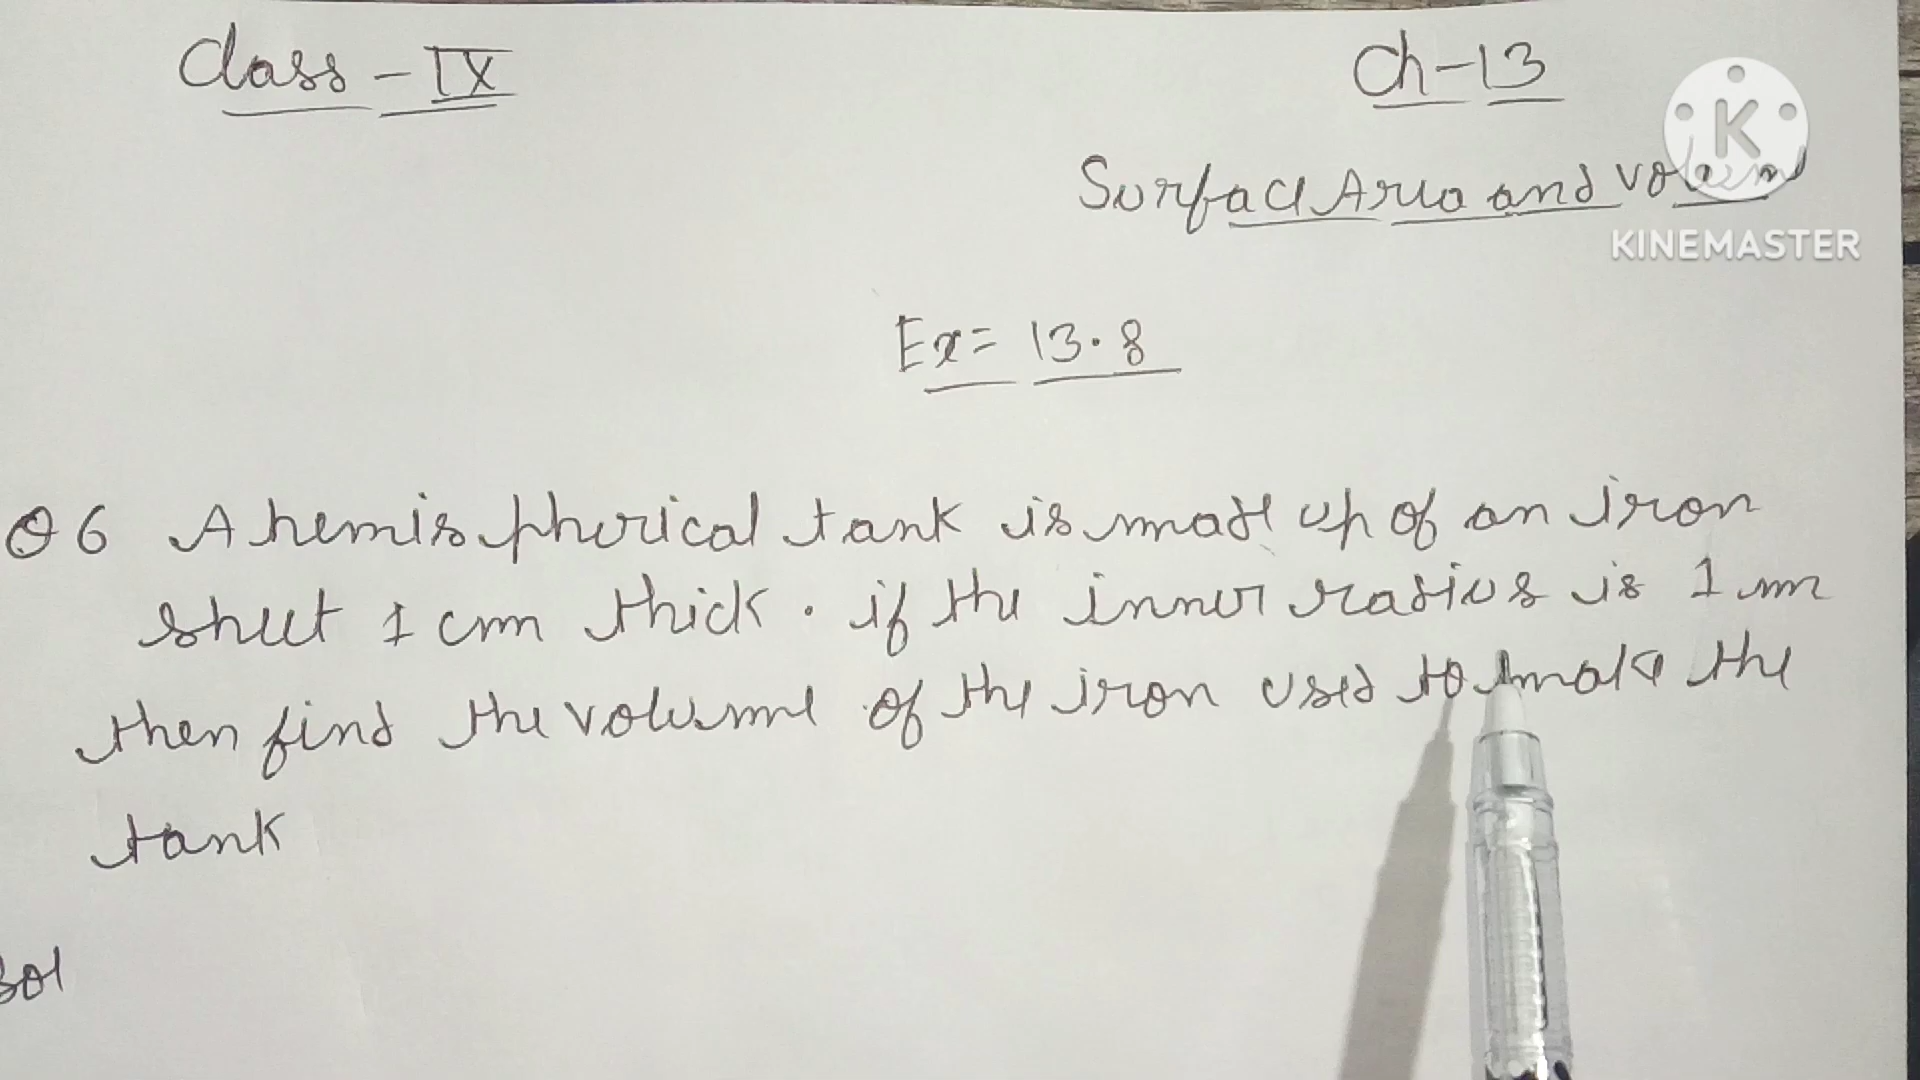 Class - IX
Ch-13
K
Surface Area and volume
KINEMASTER
Ex= 13.8
Q6 A hemispherical tank is made up of an iron
sheet 1 cm thick. if the inner radius is 1 m
then find the volume of the iron used to make the
tank
Sol